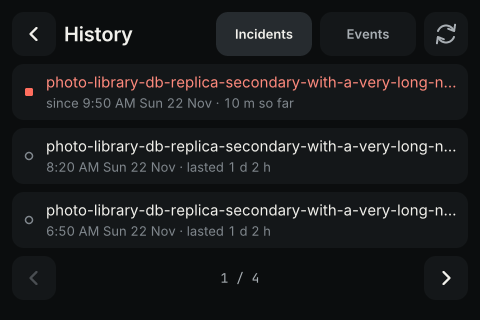 History
Incidents
Events
photo-library-db-replica-secondary-with-a-very-long-n...
since 9:50 AM Sun 22 Nov · 10 m so far
photo-library-db-replica-secondary-with-a-very-long-n...
8:20 AM Sun 22 Nov · lasted 1 d 2 h
photo-library-db-replica-secondary-with-a-very-long-n...
6:50 AM Sun 22 Nov · lasted 1 d 2 h
1 / 4